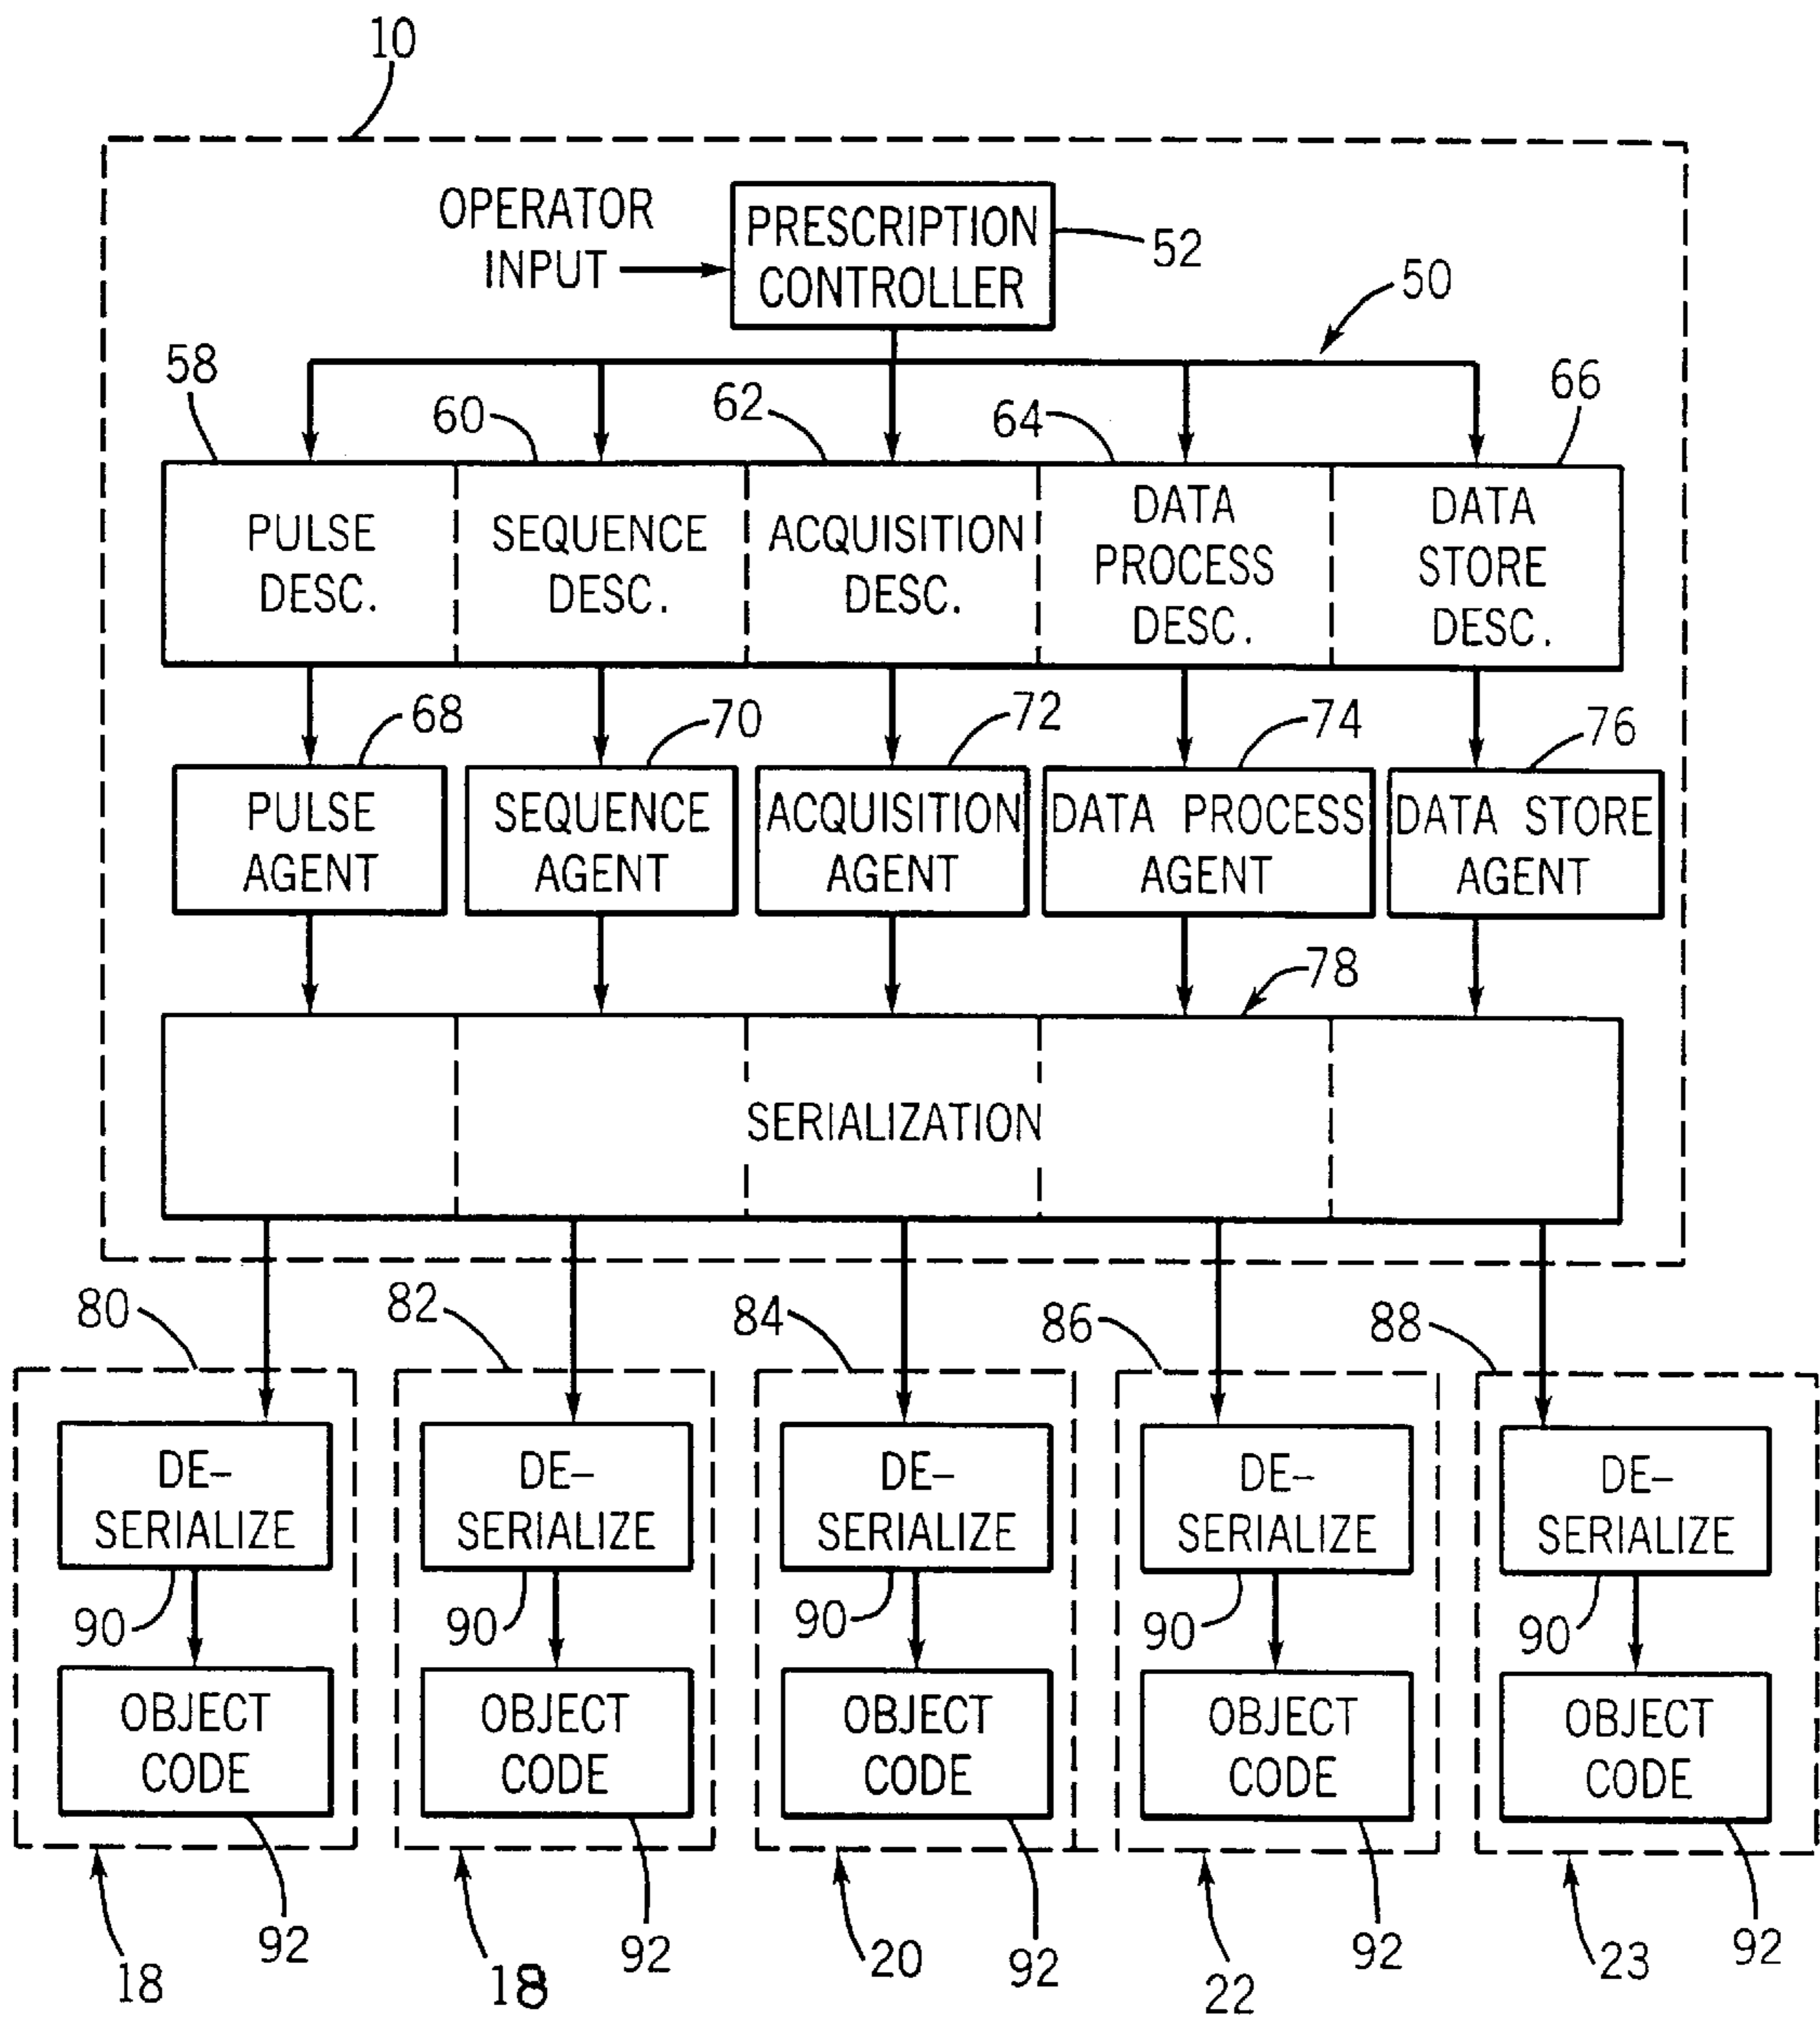 10
OPERATOR
INPUT
PRESCRIPTION
CONTROLLER
52
50
58
60
62
64
66
PULSE
DESC.
SEQUENCE
DESC.
ACQUISITION
DESC.
DATA
PROCESS
DESC.
DATA
STORE
DESC.
68
70
72
74
76
PULSE
AGENT
SEQUENCE
AGENT
ACQUISITION
AGENT
DATA PROCESS
AGENT
DATA STORE
AGENT
78
SERIALIZATION
80
82
84
86
88
DE-
SERIALIZE
DE-
SERIALIZE
DE-
SERIALIZE
DE-
SERIALIZE
DE-
SERIALIZE
90
90
90
90
90
OBJECT
CODE
OBJECT
CODE
OBJECT
CODE
OBJECT
CODE
OBJECT
CODE
18
92
18
92
20
92
22
92
23
92